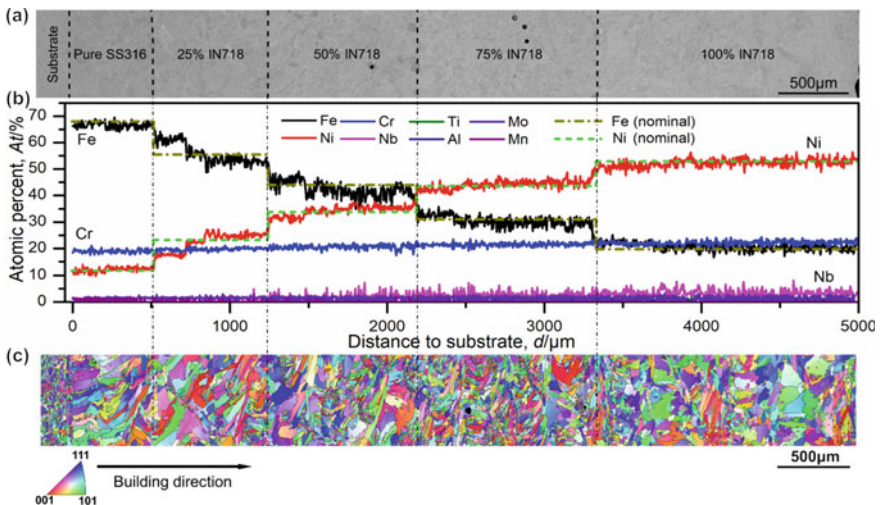 (a)
Substrate
Pure SS316
25% IN718
50% IN718
75% IN718
100% IN718
500μm
(b)
Atomic percent, At/%
70
60
50
40
30
20
10
0
Fe
Cr
Ti
Mo
Fe (nominal)
Ni
Nb
Al
Mn
Ni (nominal)
Fe
Ni
Cr
Nb
0
1000
2000
3000
4000
5000
Distance to substrate, d/μm
(c)
111
001
101
Building direction
500μm